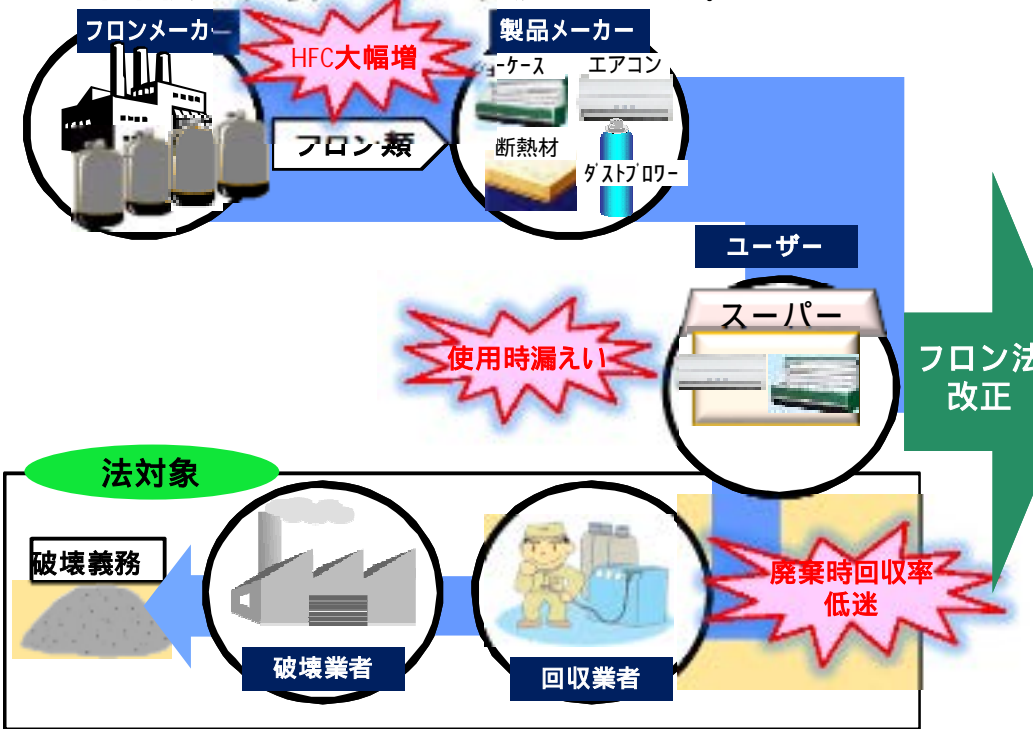 フロンメーカー
HFC大幅増
製品メーカー
ーケース
エアコン
フロン類
断熱材
ダストブロワー
ユーザー
スーパー
使用時漏えい
フロン法
改正
法対象
破壊義務
廃棄時回収率
低迷
破壊業者
回収業者